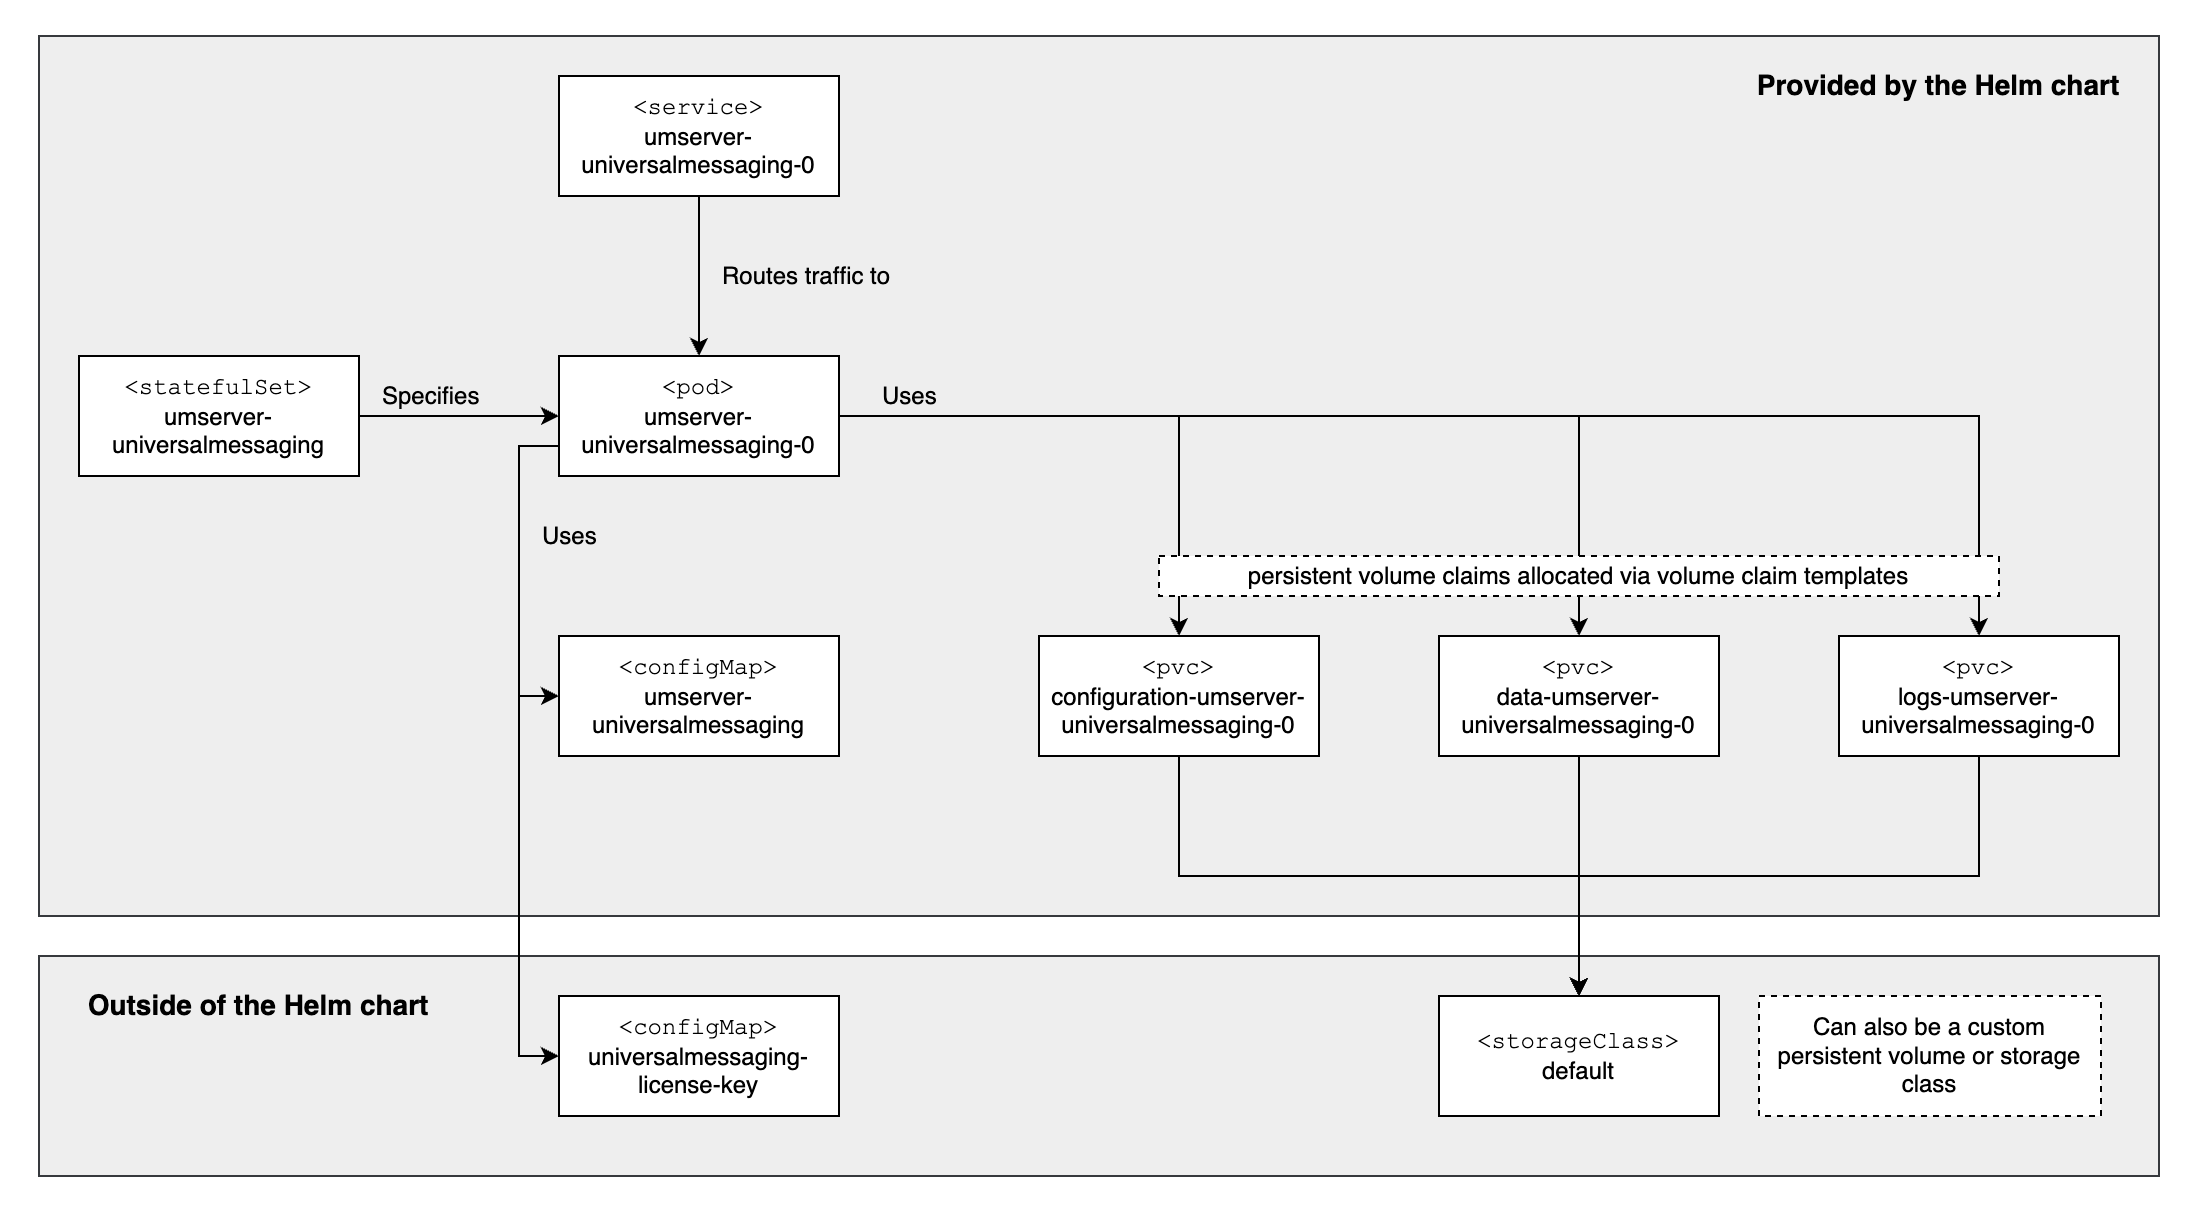 Provided by the Helm chart
<service>
umserver-
universalmessaging-0
Routes traffic to
<statefulSet>
umserver-
universalmessaging
Specifies
<pod>
umserver-
universalmessaging-0
Uses
Uses
persistent volume claims allocated via volume claim templates
<configMap>
umserver-
universalmessaging
<pvc>
configuration-umserver-
universalmessaging-0
<pvc>
data-umserver-
universalmessaging-0
<pvc>
logs-umserver-
universalmessaging-0
Outside of the Helm chart
<configMap>
universalmessaging-
license-key
<storageClass>
default
Can also be a custom
persistent volume or storage
class